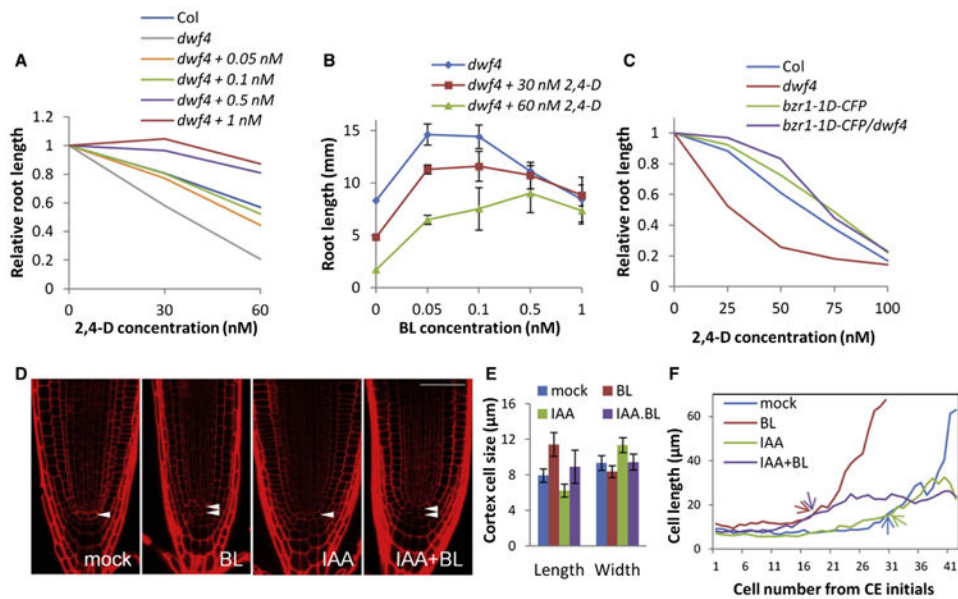 A
Col
dwf4
dwf4 + 0.05 nM
dwf4 + 0.1 nM
dwf4 + 0.5 nM
dwf4 + 1 nM
Relative root length
1.2
1
0.8
0.6
0.4
0.2
0
0 30 60
2,4-D concentration (nM)
B
dwf4
dwf4 + 30 nM 2,4-D
dwf4 + 60 nM 2,4-D
Root length (mm)
15
10
5
0
0 0.05 0.1 0.5 1
BL concentration (nM)
C
Col
dwf4
bzr1-1D-CFP
bzr1-1D-CFP/dwf4
Relative root length
1
0.8
0.6
0.4
0.2
0
0 25 50 75 100
2,4-D concentration (nM)
D
mock
BL
IAA
IAA+BL
E
mock BL
IAA IAA.BL
Cortex cell size (µm)
16
12
8
4
0
Length Width
F
mock
BL
IAA
IAA+BL
Cell length (µm)
60
40
20
0
1 6 11 16 21 26 31 36 41
Cell number from CE initials